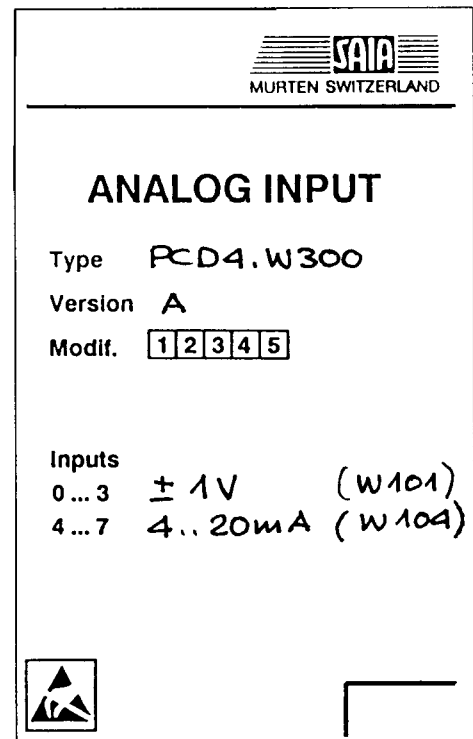 SAIA
MURTEN SWITZERLAND
ANALOG INPUT
Type PCD4.W300
Version A
Modif. 1 2 3 4 5
Inputs
0 ... 3 ± 1V (W101)
4 ... 7 4.. 20mA (W104)